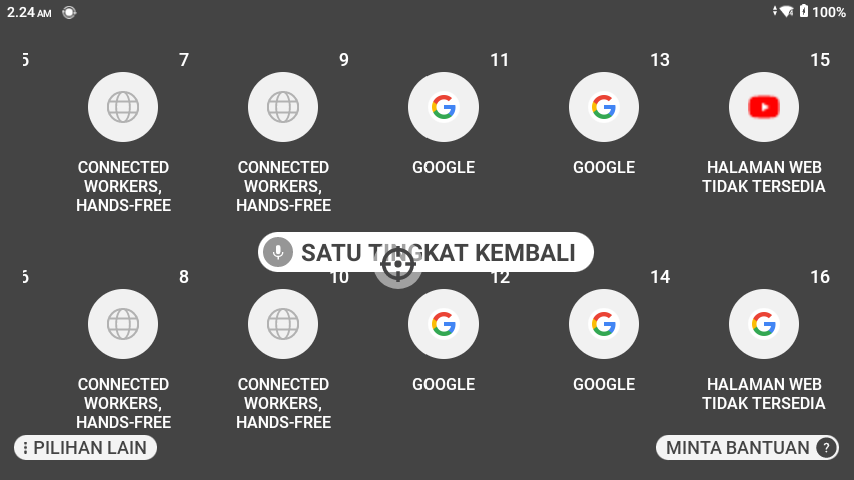 2.24 AM
100%
5
7
9
11
13
15
CONNECTED
WORKERS,
HANDS-FREE
CONNECTED
WORKERS,
HANDS-FREE
GOOGLE
GOOGLE
HALAMAN WEB
TIDAK TERSEDIA
SATU TINGKAT KEMBALI
6
8
10
12
14
16
CONNECTED
WORKERS,
HANDS-FREE
CONNECTED
WORKERS,
HANDS-FREE
GOOGLE
GOOGLE
HALAMAN WEB
TIDAK TERSEDIA
PILIHAN LAIN
MINTA BANTUAN ?